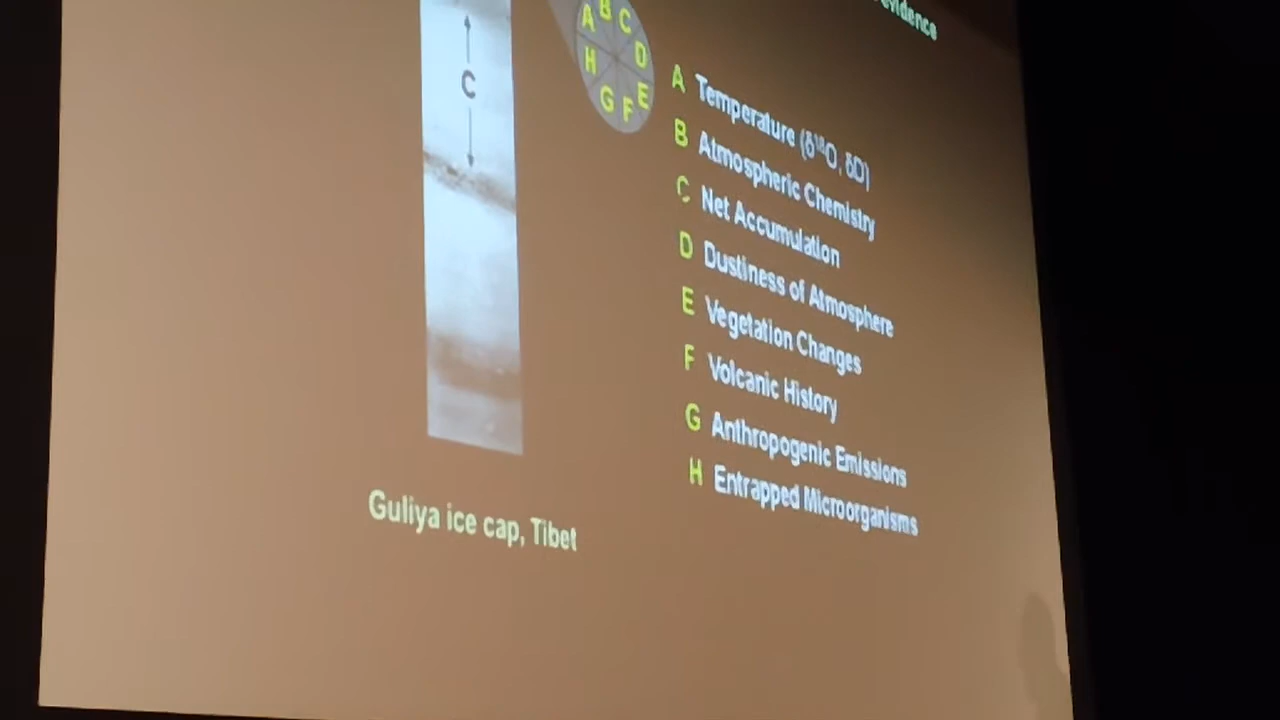 evidence
A
B
C
D
E
F
G
H
C
A Temperature (δ¹⁸O, δD)
B Atmospheric Chemistry
C Net Accumulation
D Dustiness of Atmosphere
E Vegetation Changes
F Volcanic History
G Anthropogenic Emissions
H Entrapped Microorganisms
Guliya ice cap, Tibet